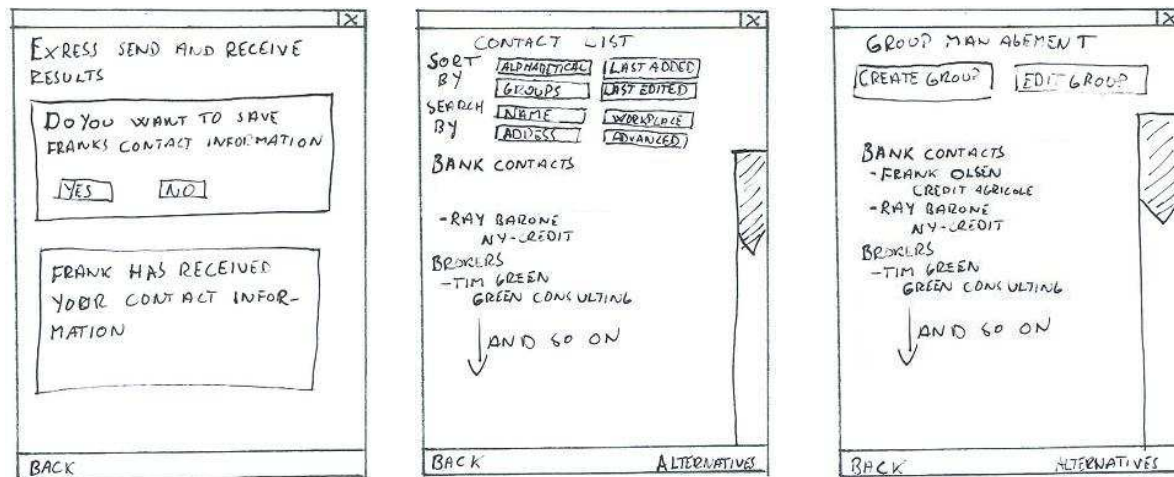 X
EXRESS SEND AND RECEIVE
RESULTS
DO YOU WANT TO SAVE
FRANKS CONTACT INFORMATION
YES NO
FRANK HAS RECEIVED
YOUR CONTACT INFOR-
MATION
BACK
X
CONTACT LIST
SORT BY
ALPHABETICAL LAST ADDED
GROUPS LAST EDITED
SEARCH BY
NAME WORKPLACE
ADDESS ADVANCED
BANK CONTACTS
-RAY BARONE
NY-CREDIT
BROKERS
-TIM GREEN
GREEN CONSULTING
AND SO ON
BACK ALTERNATIVES
X
GROUP MANAGEMENT
CREATE GROUP EDIT GROUP
BANK CONTACTS
-FRANK OLSEN
CREDIT AGRICOLE
-RAY BARONE
NY-CREDIT
BROKERS
-TIM GREEN
GREEN CONSULTING
AND SO ON
BACK ALTERNATIVES